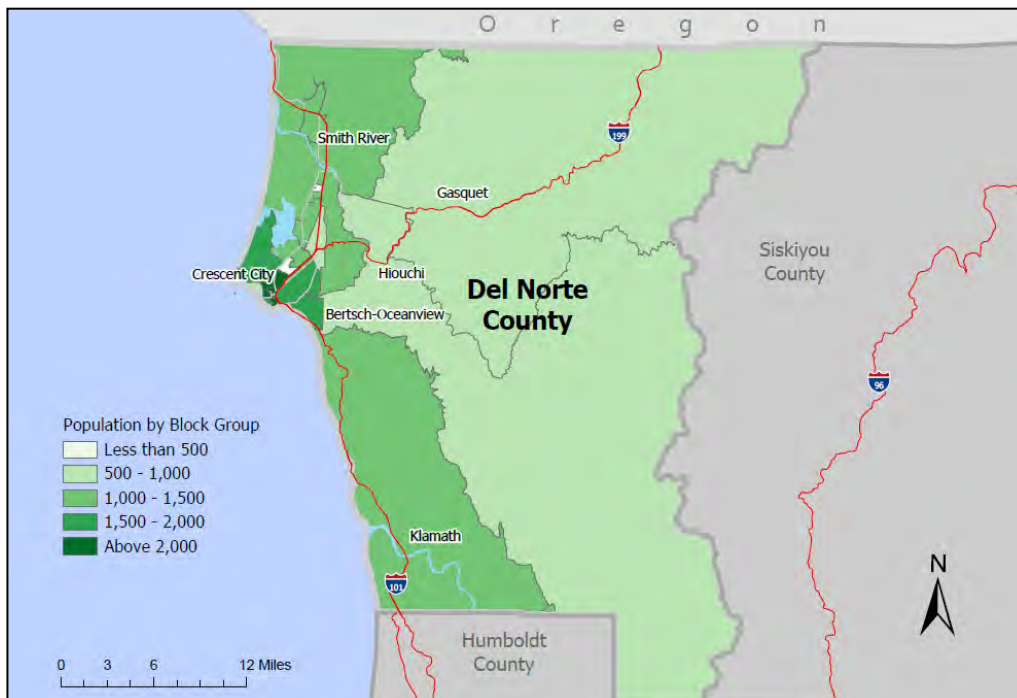 Oregon
Smith River
199
Gasquet
Siskiyou
County
Crescent City
Hiouchi
Del Norte
County
Bertsch-Oceanview
96
Population by Block Group
Less than 500
500 - 1,000
1,000 - 1,500
1,500 - 2,000
Above 2,000
Klamath
N
101
Humboldt
County
0 3 6 12 Miles